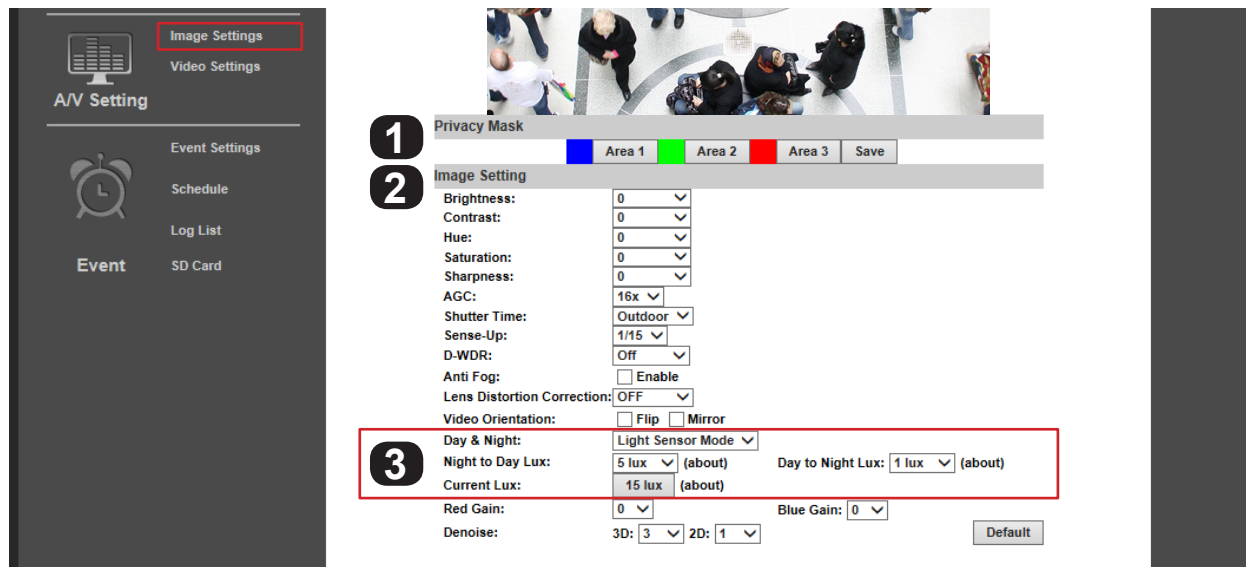 Image Settings
Video Settings
A/V Setting
Event Settings
Schedule
Log List
Event
SD Card
1
Privacy Mask
Area 1 Area 2 Area 3 Save
2
Image Setting
Brightness: 0
Contrast: 0
Hue: 0
Saturation: 0
Sharpness: 0
AGC: 16x
Shutter Time: Outdoor
Sense-Up: 1/15
D-WDR: Off
Anti Fog: Enable
Lens Distortion Correction: OFF
Video Orientation: Flip Mirror
3
Day & Night: Light Sensor Mode
Night to Day Lux: 5 lux (about) Day to Night Lux: 1 lux (about)
Current Lux: 15 lux (about)
Red Gain: 0 Blue Gain: 0
Denoise: 3D: 3 2D: 1 Default